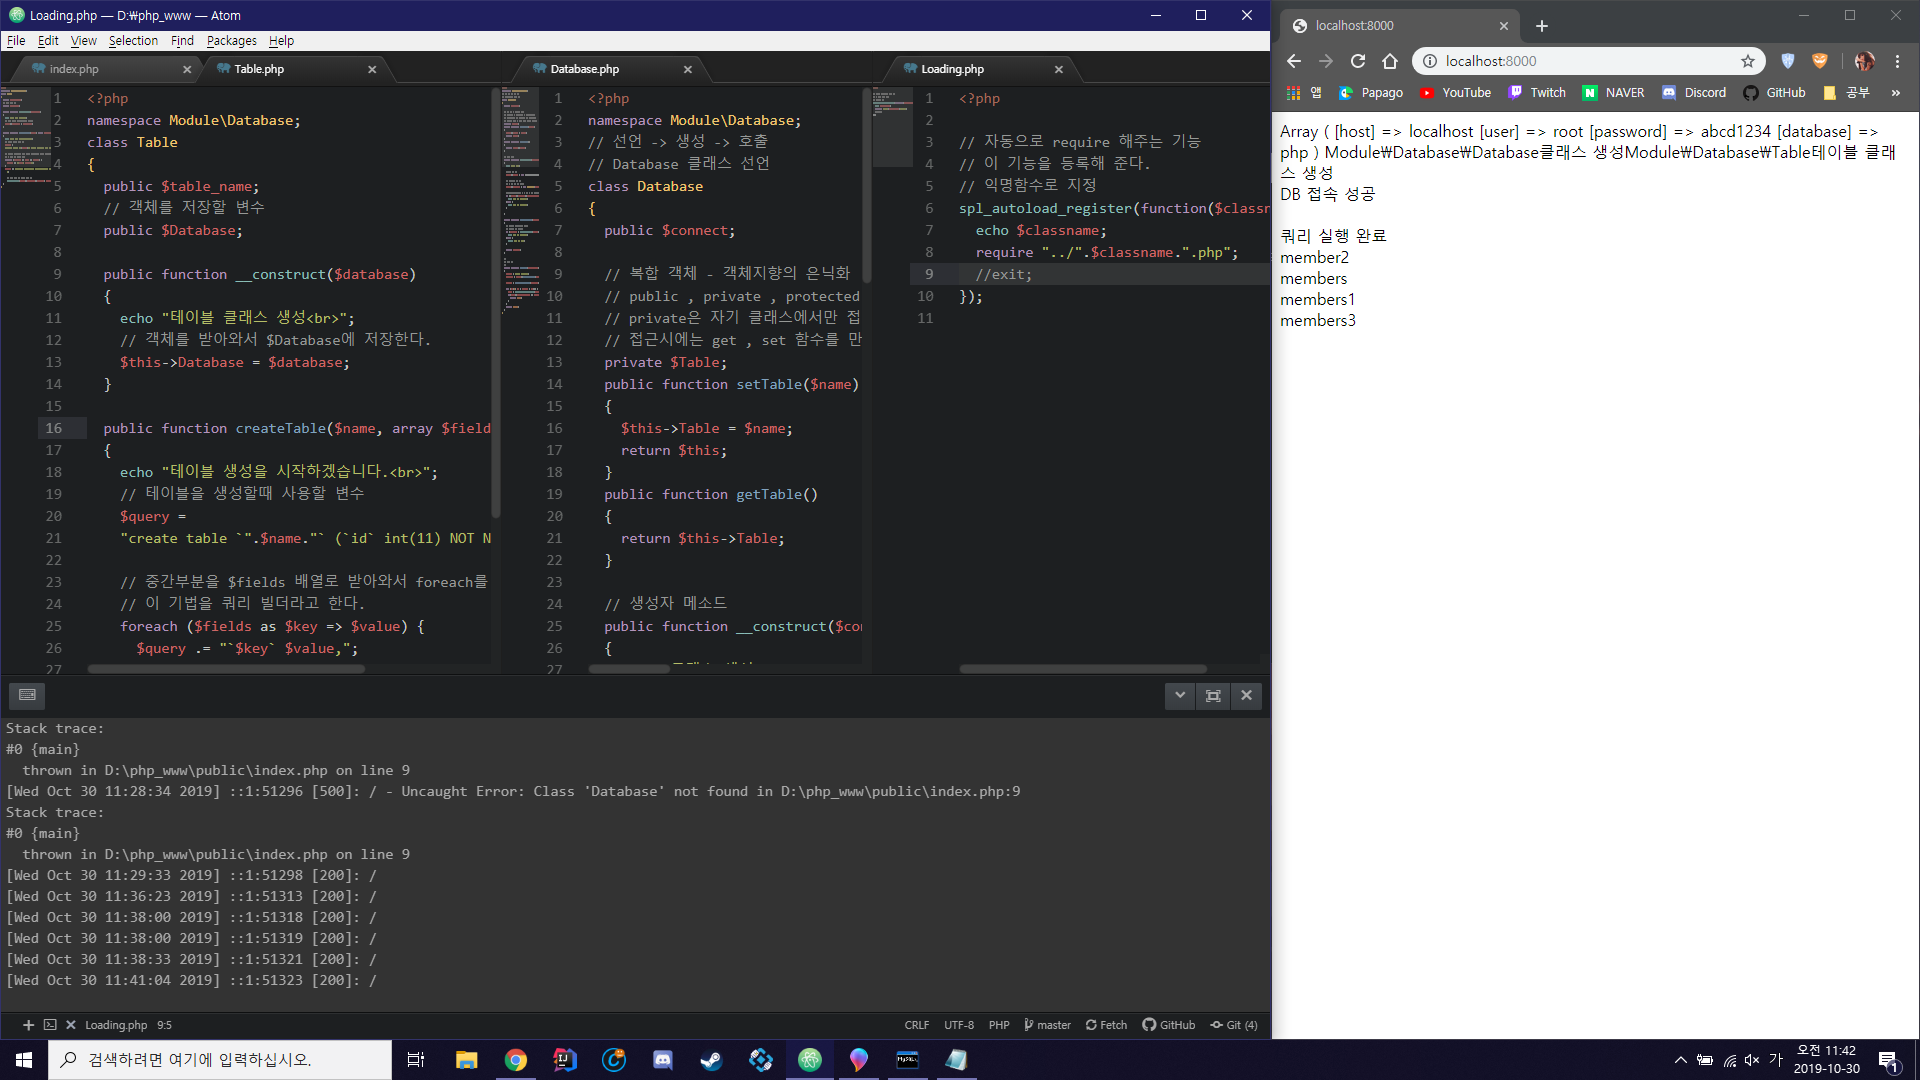 Loading.php — D:₩php_www — Atom
File Edit View Selection Find Packages Help
index.php
Table.php
Database.php
Loading.php
1 <?php
2 namespace Module\Database;
3 class Table
4 {
5 public $table_name;
6 // 객체를 저장할 변수
7 public $Database;
8
9 public function __construct($database)
10 {
11 echo "테이블 클래스 생성<br>";
12 // 객체를 받아와서 $Database에 저장한다.
13 $this->Database = $database;
14 }
15
16 public function createTable($name, array $field
17 {
18 echo "테이블 생성을 시작하겠습니다.<br>";
19 // 테이블을 생성할때 사용할 변수
20 $query =
21 "create table `".$name."` (`id` int(11) NOT N
22
23 // 중간부분을 $fields 배열로 받아와서 foreach를
24 // 이 기법을 쿼리 빌더라고 한다.
25 foreach ($fields as $key => $value) {
26 $query .= "`$key` $value,";
27
1 <?php
2 namespace Module\Database;
3 // 선언 -> 생성 -> 호출
4 // Database 클래스 선언
5 class Database
6 {
7 public $connect;
8
9 // 복합 객체 - 객체지향의 은닉화
10 // public , private , protected
11 // private은 자기 클래스에서만 접
12 // 접근시에는 get , set 함수를 만
13 private $Table;
14 public function setTable($name)
15 {
16 $this->Table = $name;
17 return $this;
18 }
19 public function getTable()
20 {
21 return $this->Table;
22 }
23
24 // 생성자 메소드
25 public function __construct($co
26 {
27
1 <?php
2
3 // 자동으로 require 해주는 기능
4 // 이 기능을 등록해 준다.
5 // 익명함수로 지정
6 spl_autoload_register(function($classn
7 echo $classname;
8 require "../".$classname.".php";
9 //exit;
10 });
11
Stack trace:
#0 {main}
thrown in D:\php_www\public\index.php on line 9
[Wed Oct 30 11:28:34 2019] ::1:51296 [500]: / - Uncaught Error: Class 'Database' not found in D:\php_www\public\index.php:9
Stack trace:
#0 {main}
thrown in D:\php_www\public\index.php on line 9
[Wed Oct 30 11:29:33 2019] ::1:51298 [200]: /
[Wed Oct 30 11:36:23 2019] ::1:51313 [200]: /
[Wed Oct 30 11:38:00 2019] ::1:51318 [200]: /
[Wed Oct 30 11:38:00 2019] ::1:51319 [200]: /
[Wed Oct 30 11:38:33 2019] ::1:51321 [200]: /
[Wed Oct 30 11:41:04 2019] ::1:51323 [200]: /
Loading.php 9:5 CRLF UTF-8 PHP master Fetch GitHub Git (4)
localhost:8000
localhost:8000
앱 Papago YouTube Twitch NAVER Discord GitHub 공부 »
Array ( [host] => localhost [user] => root [password] => abcd1234 [database] =>
php ) Module₩Database₩Database클래스 생성Module₩Database₩Table테이블 클래
스 생성
DB 접속 성공
쿼리 실행 완료
member2
members
members1
members3
검색하려면 여기에 입력하십시오.
가
오전 11:42
2019-10-30
1